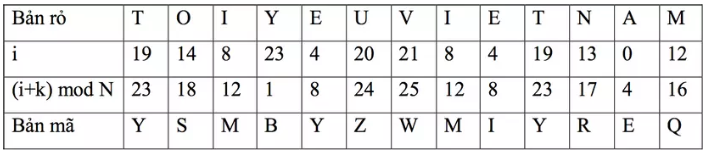 Bản rỏ T O I Y E U V I E T N A M
i 19 14 8 23 4 20 21 8 4 19 13 0 12
(i+k) mod N 23 18 12 1 8 24 25 12 8 23 17 4 16
Bản mã Y S M B Y Z W M I Y R E Q